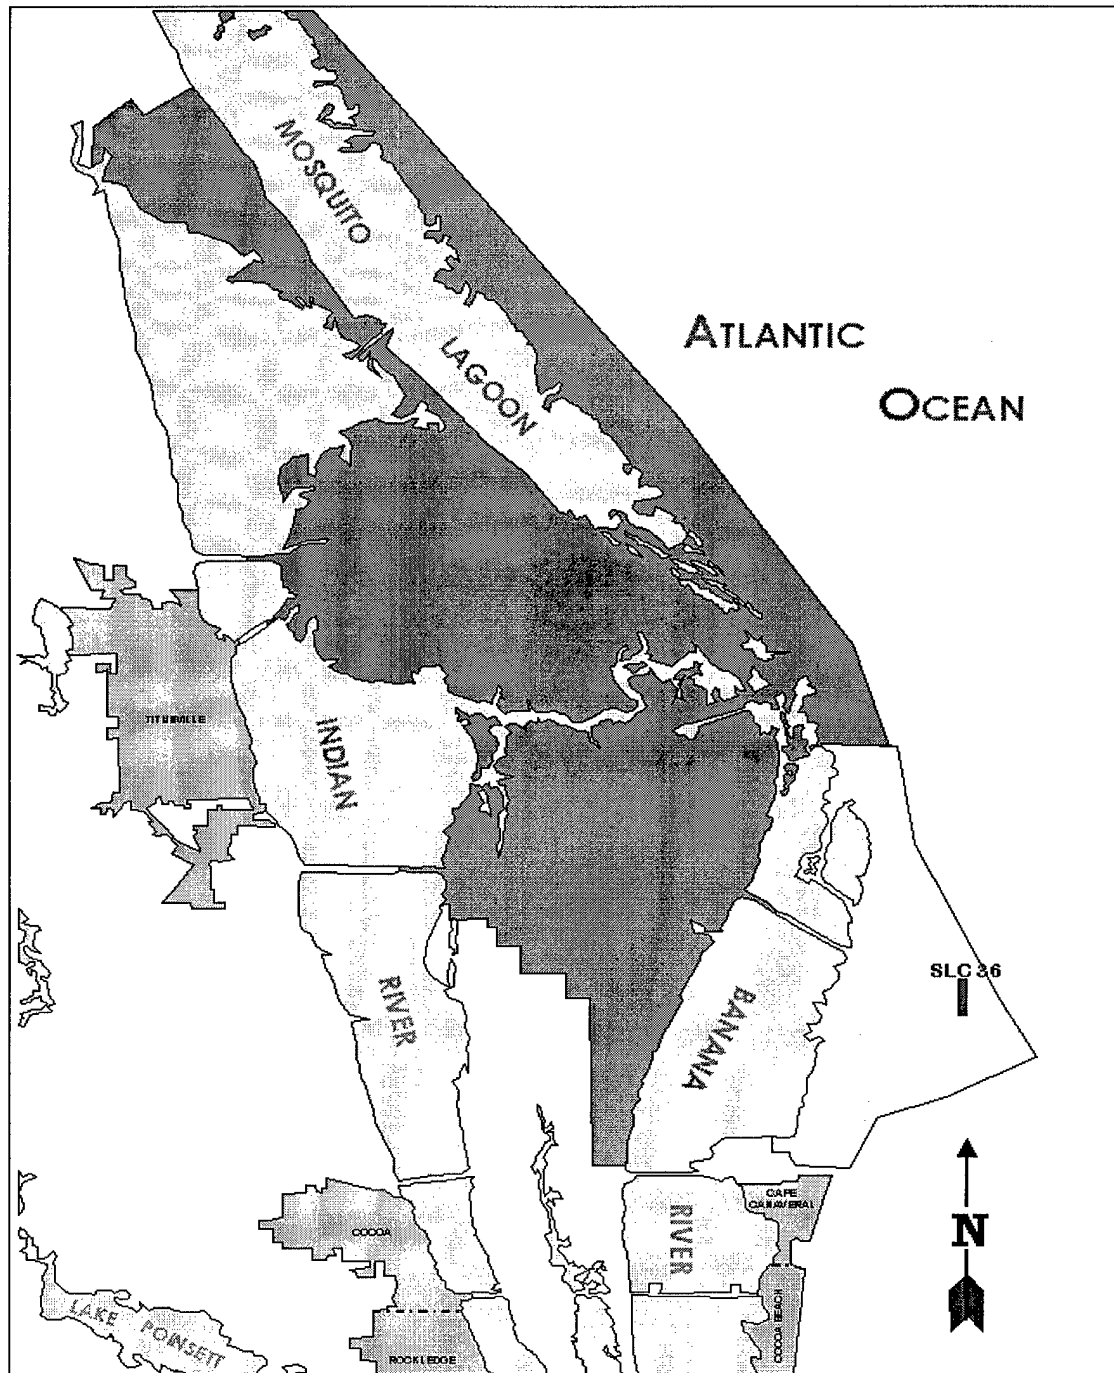 MOSQUITO
LAGOON
ATLANTIC
OCEAN
TITUSVILLE
INDIAN
RIVER
SLC 36
BANANA
RIVER
CAPE
CANAVERAL
COCOA
N
LAKE POINSETT
COCOA BEACH
ROCKLEDGE